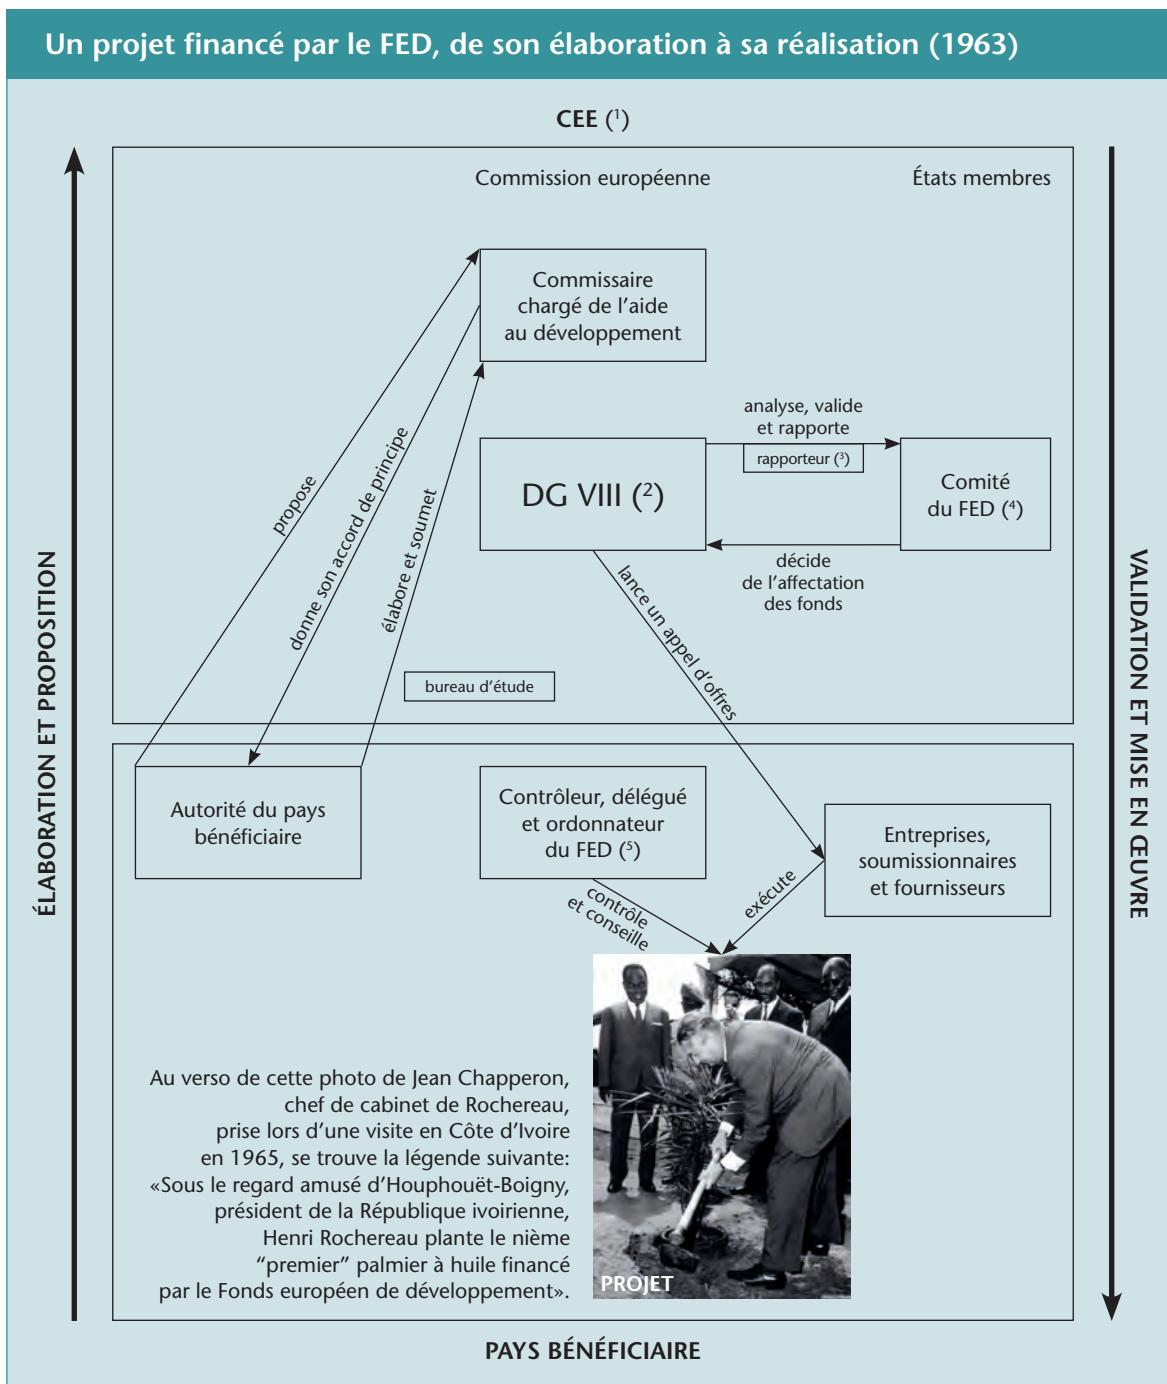 Un projet financé par le FED, de son élaboration à sa réalisation (1963)
CEE (¹)
Commission européenne
États membres
Commissaire
chargé de l’aide
au développement
propose
donne son accord de principe
élabore et soumet
DG VIII (²)
analyse, valide
et rapporte
rapporteur (³)
Comité
du FED (⁴)
décide
de l’affectation
des fonds
lance un appel d’offres
bureau d’étude
ÉLABORATION ET PROPOSITION
VALIDATION ET MISE EN ŒUVRE
Autorité du pays
bénéficiaire
Contrôleur, délégué
et ordonnateur
du FED (⁵)
Entreprises,
soumissionnaires
et fournisseurs
contrôle
et conseille
exécute
Au verso de cette photo de Jean Chapperon,
chef de cabinet de Rochereau,
prise lors d’une visite en Côte d’Ivoire
en 1965, se trouve la légende suivante:
«Sous le regard amusé d’Houphouët-Boigny,
président de la République ivoirienne,
Henri Rochereau plante le nième
“premier” palmier à huile financé
par le Fonds européen de développement».
PROJET
PAYS BÉNÉFICIAIRE